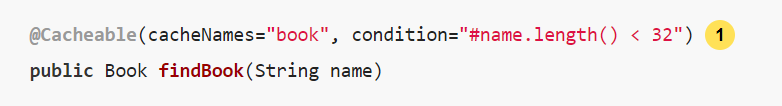 @Cacheable(cacheNames="book", condition="#name.length() < 32") 1
public Book findBook(String name)